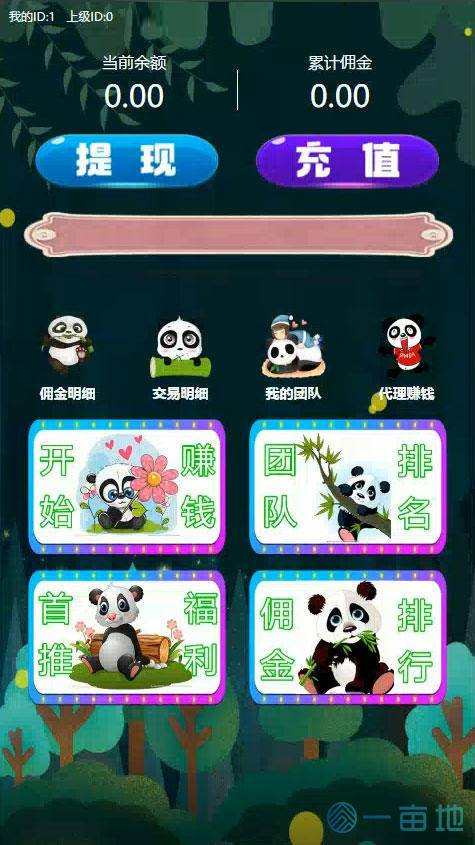 我的ID:1 上级ID:0
当前余额 累计佣金
0.00 0.00
提现 充值
佣金明细 交易明细 我的团队 代理赚钱
开始 赚钱
团队 排名
首推 福利
佣金 排行
一亩地